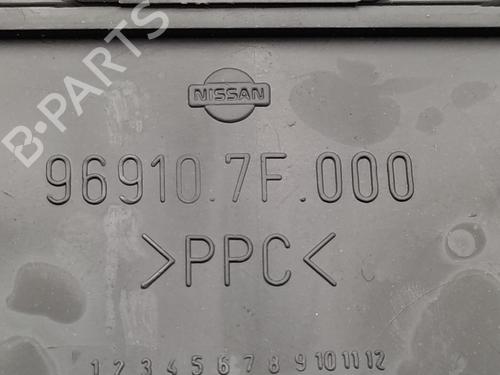 B-PARTS
NISSAN
96910.7F.000
>PPC<
1 2 3 4 5 6 7 8 9 10 11 12